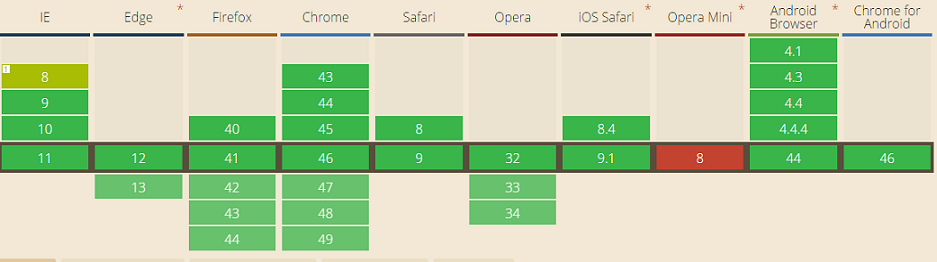 IE Edge * Firefox Chrome Safari Opera iOS Safari * Opera Mini * Android Browser * Chrome for Android
4.1
8 43 4.3
9 44 4.4
10 40 45 8 8.4 4.4.4
11 12 41 46 9 32 9.1 8 44 46
13 42 47 33
43 48 34
44 49